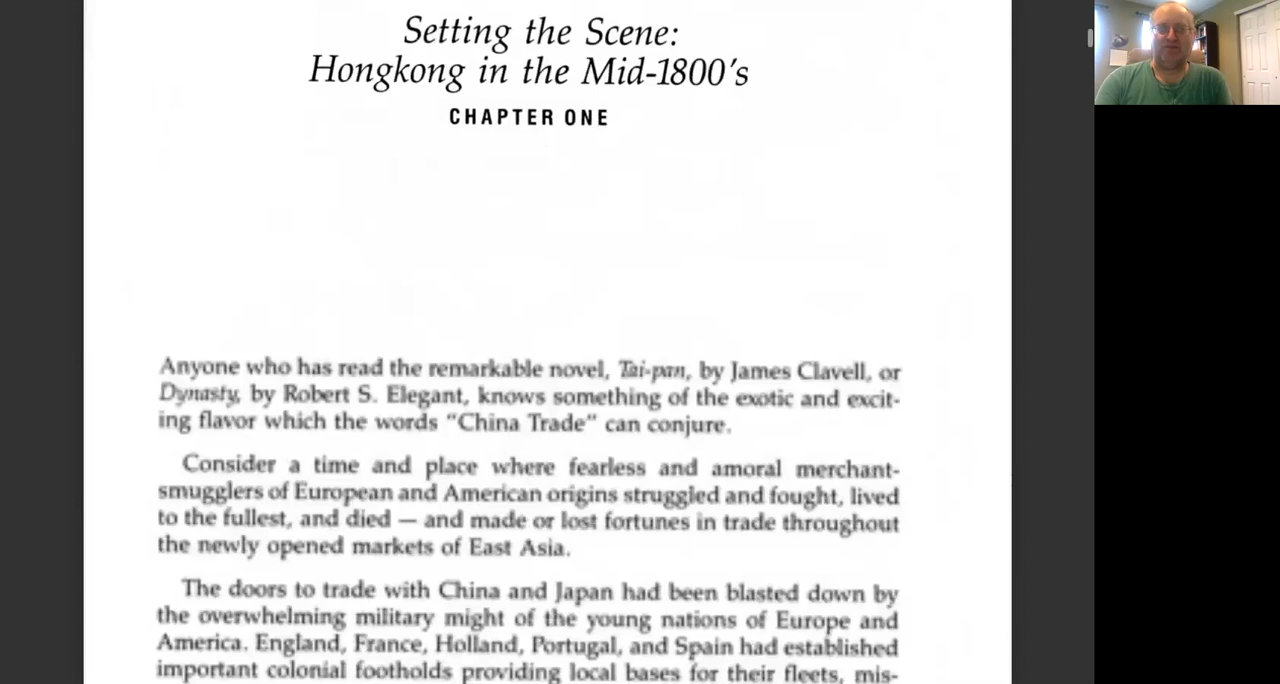 Setting the Scene:
Hongkong in the Mid-1800's
CHAPTER ONE
Anyone who has read the remarkable novel, Tai-pan, by James Clavell, or
Dynasty, by Robert S. Elegant, knows something of the exotic and excit-
ing flavor which the words "China Trade" can conjure.
Consider a time and place where fearless and amoral merchant-
smugglers of European and American origins struggled and fought, lived
to the fullest, and died — and made or lost fortunes in trade throughout
the newly opened markets of East Asia.
The doors to trade with China and Japan had been blasted down by
the overwhelming military might of the young nations of Europe and
America. England, France, Holland, Portugal, and Spain had established
important colonial footholds providing local bases for their fleets, mis-